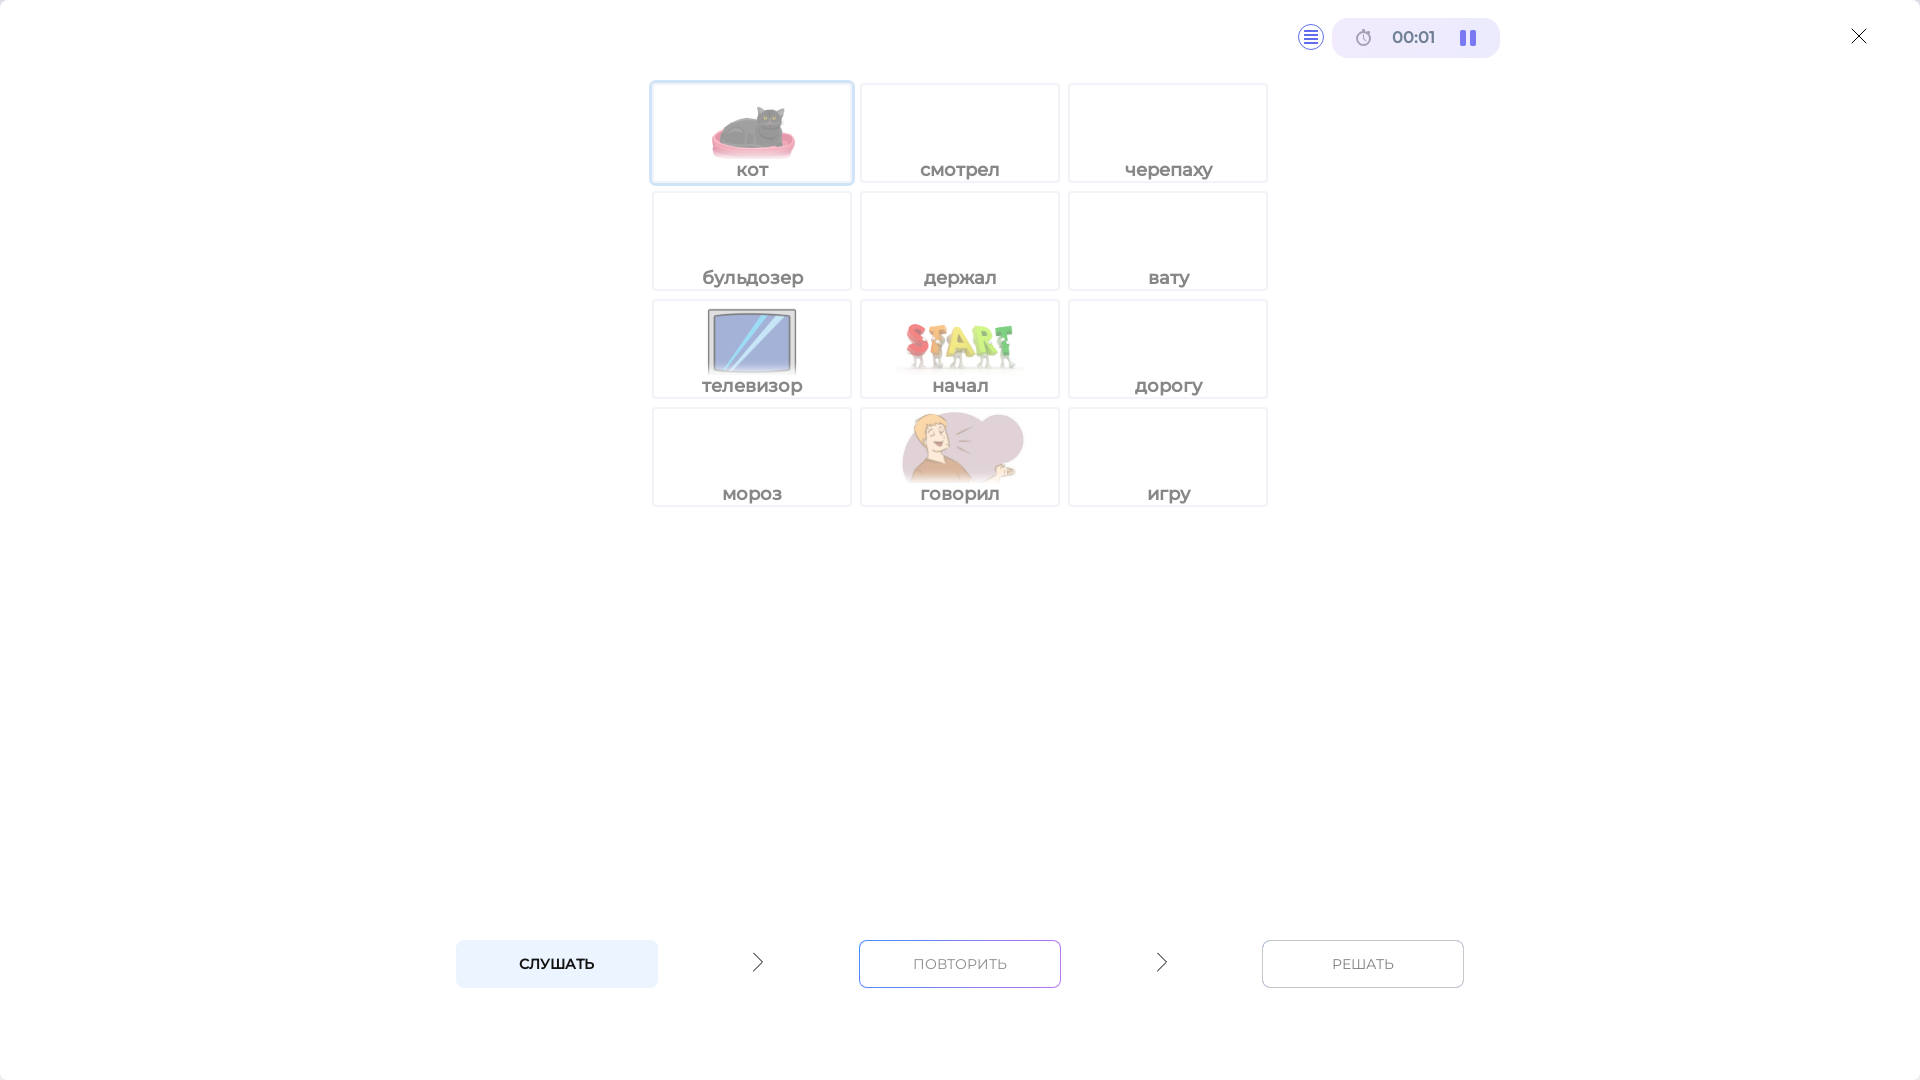 00:01
кот
смотрел
черепаху
бульдозер
держал
вату
телевизор
START
начал
дорогу
мороз
говорил
игру
СЛУШАТЬ
ПОВТОРИТЬ
РЕШАТЬ